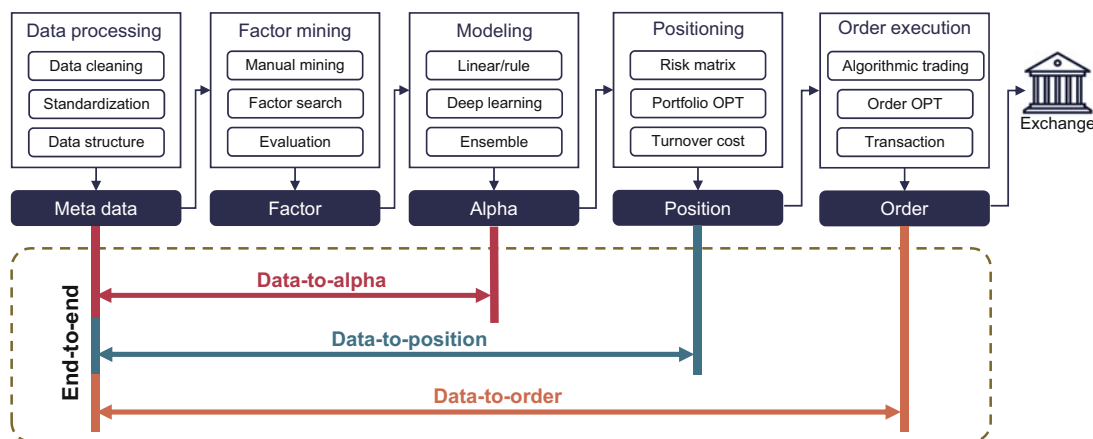 Data processing
Data cleaning
Standardization
Data structure
Meta data
Factor mining
Manual mining
Factor search
Evaluation
Factor
Modeling
Linear/rule
Deep learning
Ensemble
Alpha
Positioning
Risk matrix
Portfolio OPT
Turnover cost
Position
Order execution
Algorithmic trading
Order OPT
Transaction
Order
Exchange
End-to-end
Data-to-alpha
Data-to-position
Data-to-order